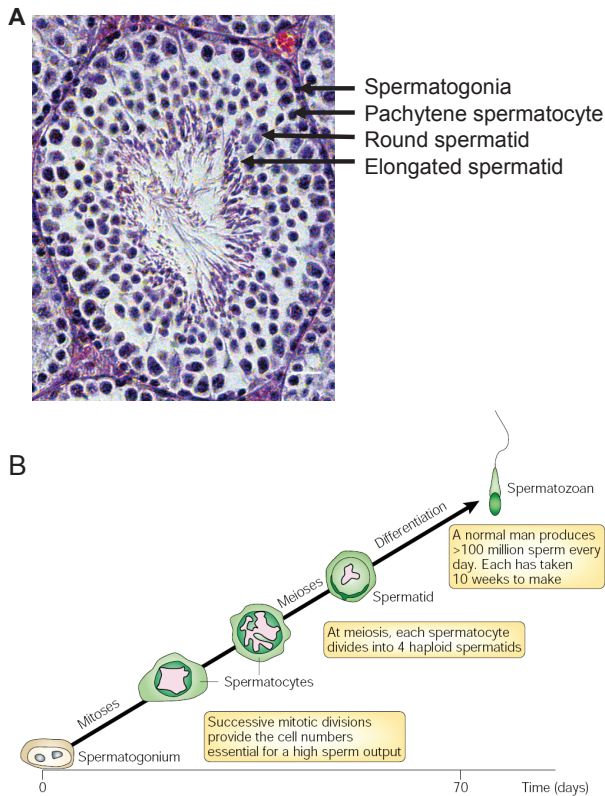 A
Spermatogonia
Pachytene spermatocyte
Round spermatid
Elongated spermatid
B
Spermatozoan
Differentiation
A normal man produces
>100 million sperm every
day. Each has taken
10 weeks to make
Meioses
Spermatid
At meiosis, each spermatocyte
divides into 4 haploid spermatids
Spermatocytes
Mitoses
Successive mitotic divisions
provide the cell numbers
essential for a high sperm output
Spermatogonium
0
70
Time (days)